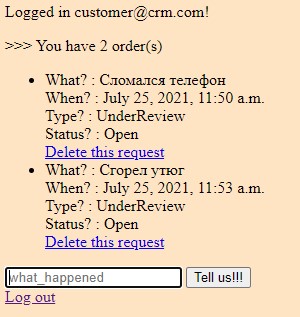 Logged in customer@crm.com!
>>> You have 2 order(s)
What? : Сломался телефон
When? : July 25, 2021, 11:50 a.m.
Type? : UnderReview
Status? : Open
Delete this request
What? : Сгорел утюг
When? : July 25, 2021, 11:53 a.m.
Type? : UnderReview
Status? : Open
Delete this request
what_happened Tell us!!!
Log out